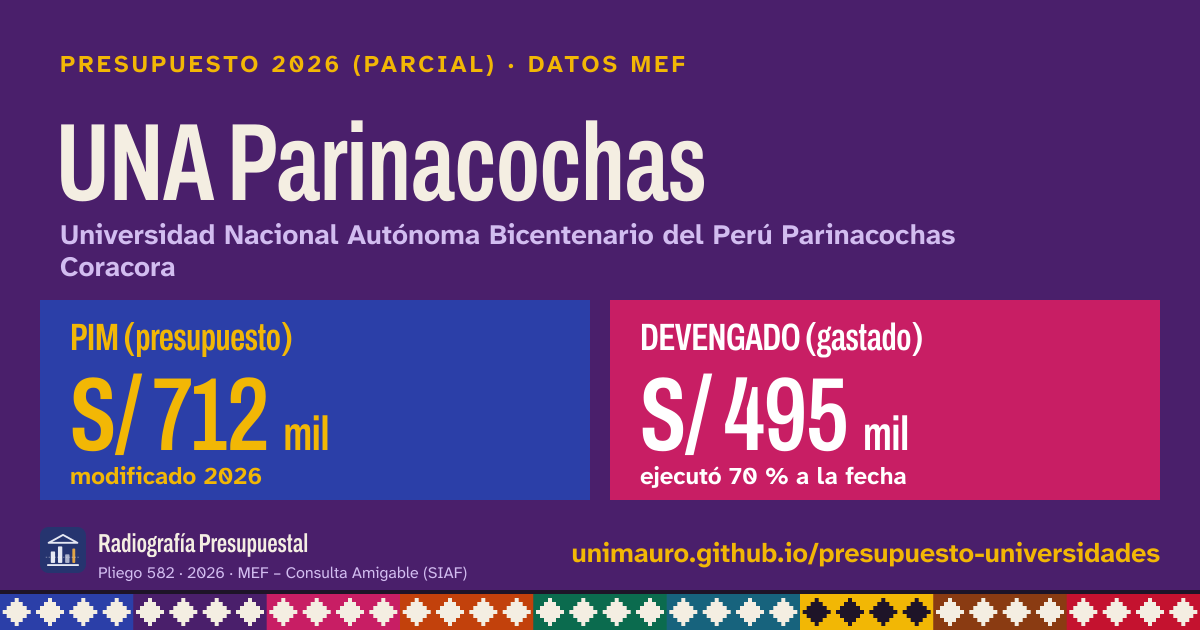 PRESUPUESTO 2026 (PARCIAL) · DATOS MEF
UNA Parinacochas
Universidad Nacional Autónoma Bicentenario del Perú Parinacochas
Coracora
PIM (presupuesto)
S/ 712 mil
modificado 2026
DEVENGADO (gastado)
S/ 495 mil
ejecutó 70 % a la fecha
Radiografía Presupuestal
Pliego 582 · 2026 · MEF – Consulta Amigable (SIAF)
unimauro.github.io/presupuesto-universidades